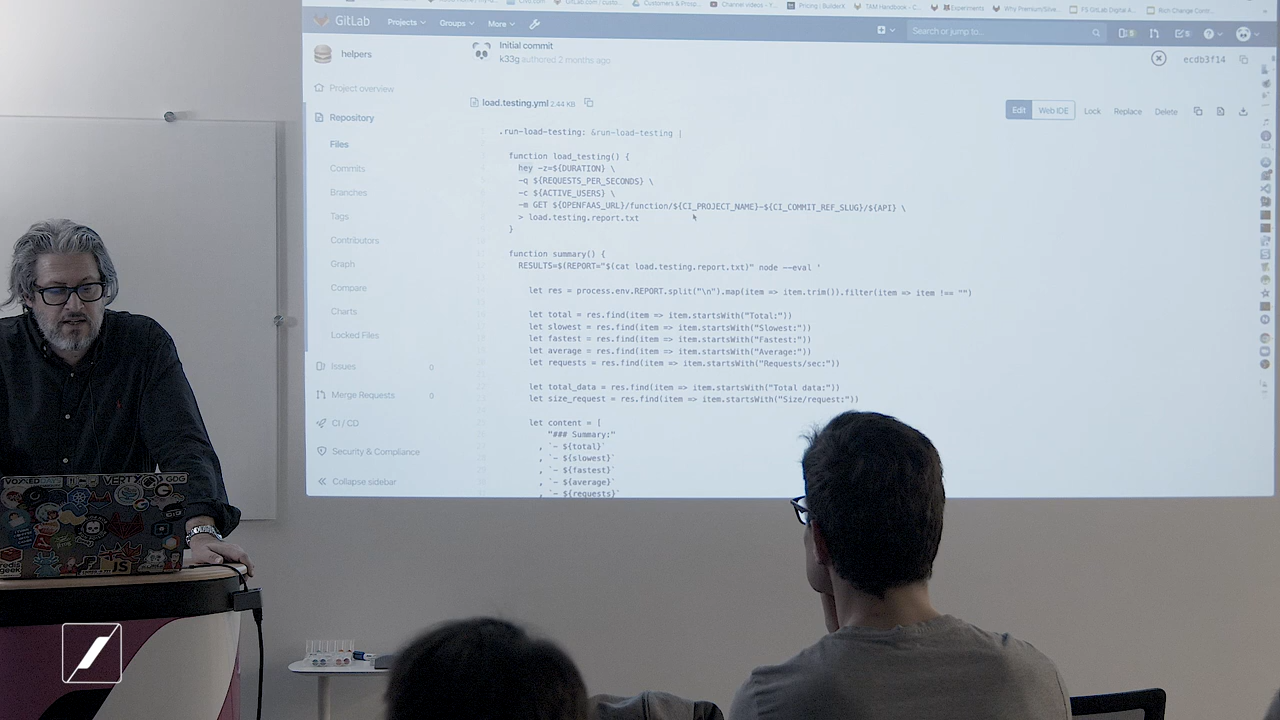 GitLab Projects Groups More Search or jump to...
helpers
Project overview
Repository
Files
Commits
Branches
Tags
Contributors
Graph
Compare
Charts
Locked Files
Issues 0
Merge Requests 0
CI / CD
Security & Compliance
Collapse sidebar
Initial commit
k33g authored 2 months ago
ecdb3f14
load.testing.yml 2.44 KB
Edit Web IDE Lock Replace Delete
.run-load-testing: &run-load-testing |
function load_testing() {
hey -z=${DURATION} \
-q ${REQUESTS_PER_SECONDS} \
-c ${ACTIVE_USERS} \
-m GET ${OPENFAAS_URL}/function/${CI_PROJECT_NAME}-${CI_COMMIT_REF_SLUG}/${API} \
> load.testing.report.txt
}
function summary() {
RESULTS=$(REPORT="$(cat load.testing.report.txt)" node --eval '
let res = process.env.REPORT.split("\n").map(item => item.trim()).filter(item => item !== "")
let total = res.find(item => item.startsWith("Total:"))
let slowest = res.find(item => item.startsWith("Slowest:"))
let fastest = res.find(item => item.startsWith("Fastest:"))
let average = res.find(item => item.startsWith("Average:"))
let requests = res.find(item => item.startsWith("Requests/sec:"))
let total_data = res.find(item => item.startsWith("Total data:"))
let size_request = res.find(item => item.startsWith("Size/request:"))
let content = [
"### Summary:"
, `- ${total}`
, `- ${slowest}`
, `- ${fastest}`
, `- ${average}`
, `- ${requests}`
VOXXED
GDG
JS
redis
geek